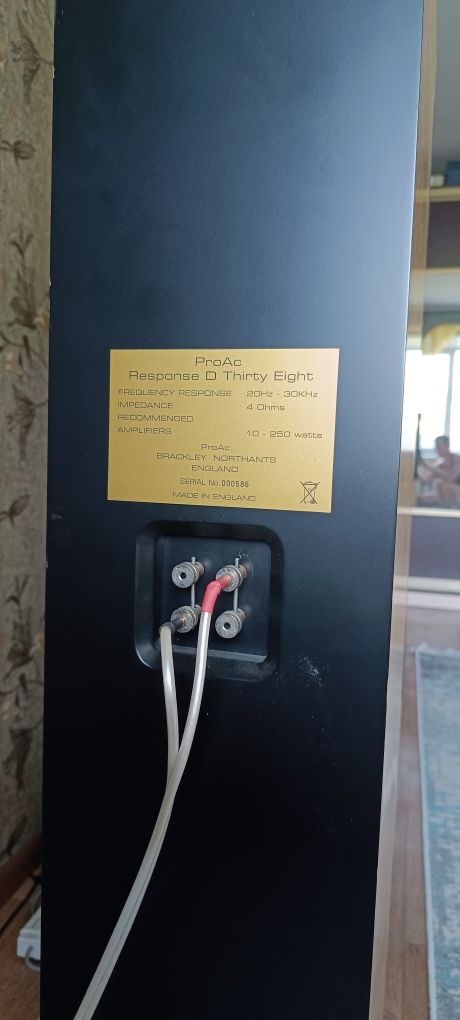 ProAc
Response D Thirty Eight
FREQUENCY RESPONSE 20Hz - 30KHz
IMPEDANCE 4 Ohms
RECOMMENDED
AMPLIFIERS 10 - 250 watts
ProAc
BRACKLEY NORTHANTS
ENGLAND
SERIAL No. 000586
MADE IN ENGLAND